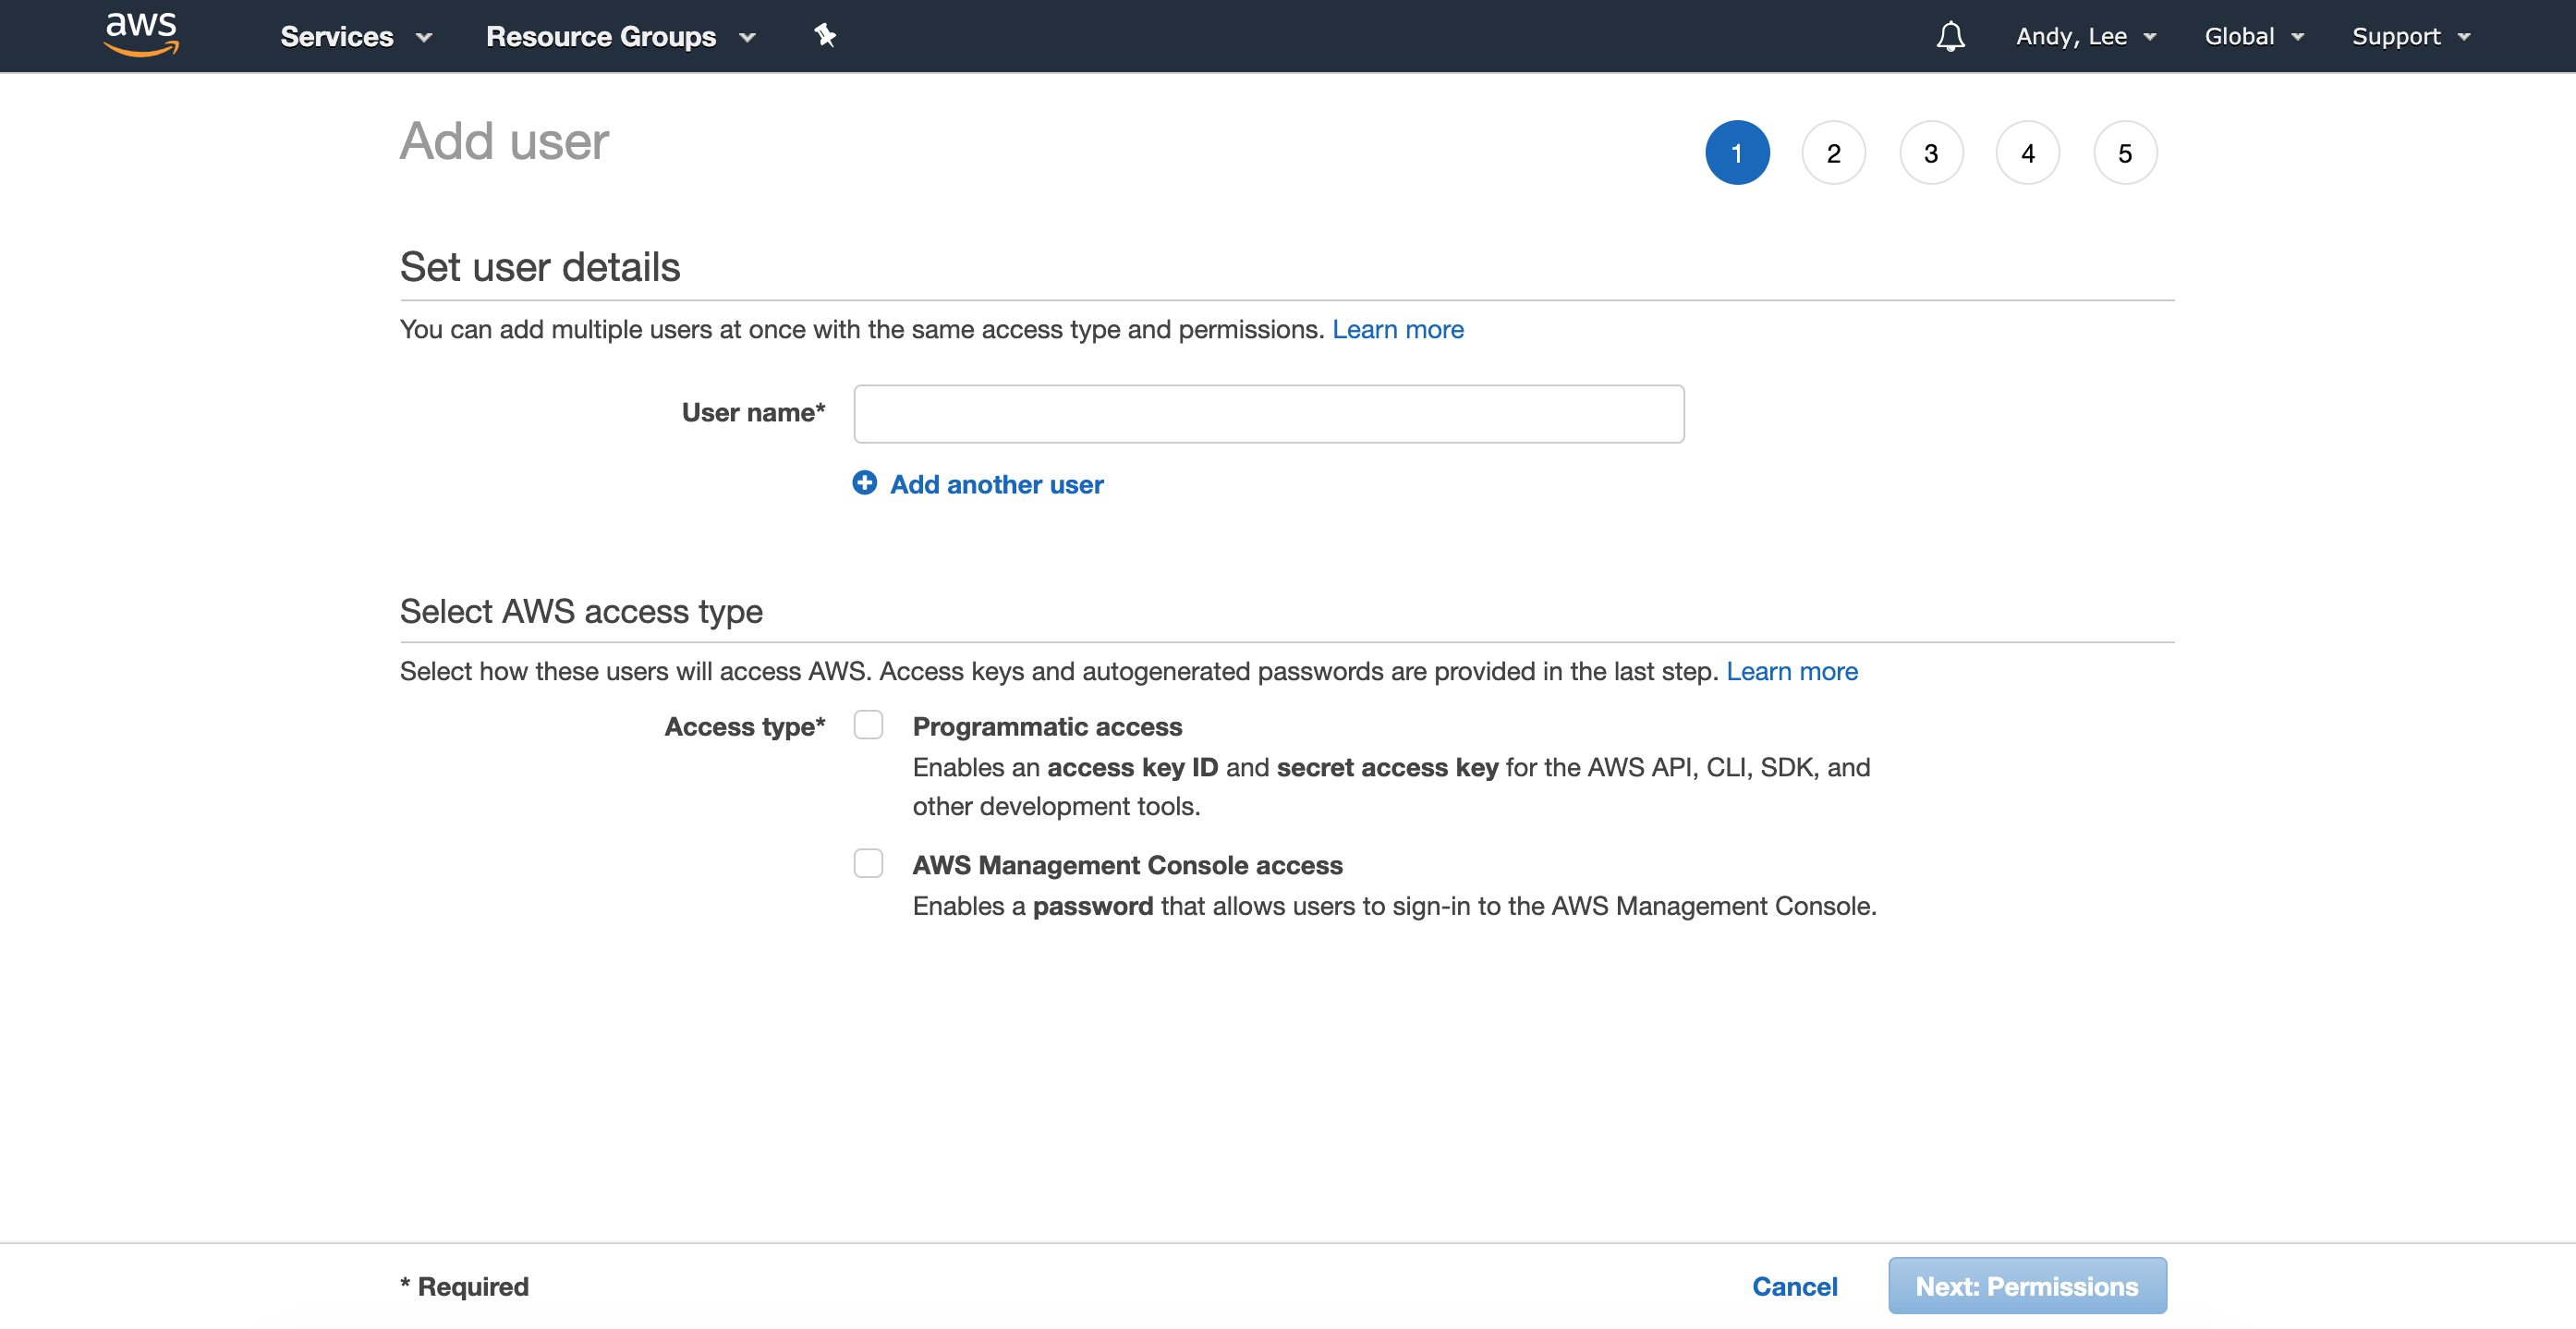 aws Services Resource Groups Andy, Lee Global Support
Add user 1 2 3 4 5
Set user details
You can add multiple users at once with the same access type and permissions. Learn more
User name*
Add another user
Select AWS access type
Select how these users will access AWS. Access keys and autogenerated passwords are provided in the last step. Learn more
Access type* Programmatic access
Enables an access key ID and secret access key for the AWS API, CLI, SDK, and
other development tools.
AWS Management Console access
Enables a password that allows users to sign-in to the AWS Management Console.
* Required Cancel Next: Permissions